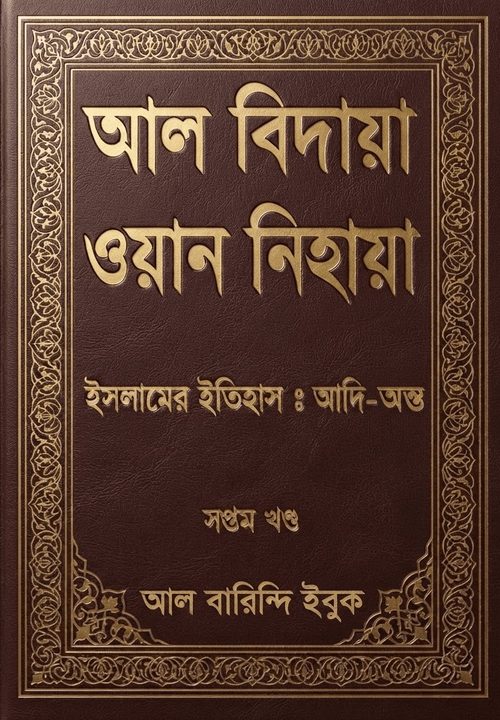 আল বিদায়া
ওয়ান নিহায়া
ইসলামের ইতিহাস ঃ আদি-অন্ত
সপ্তম খণ্ড
আল বারিন্দি ইবুক